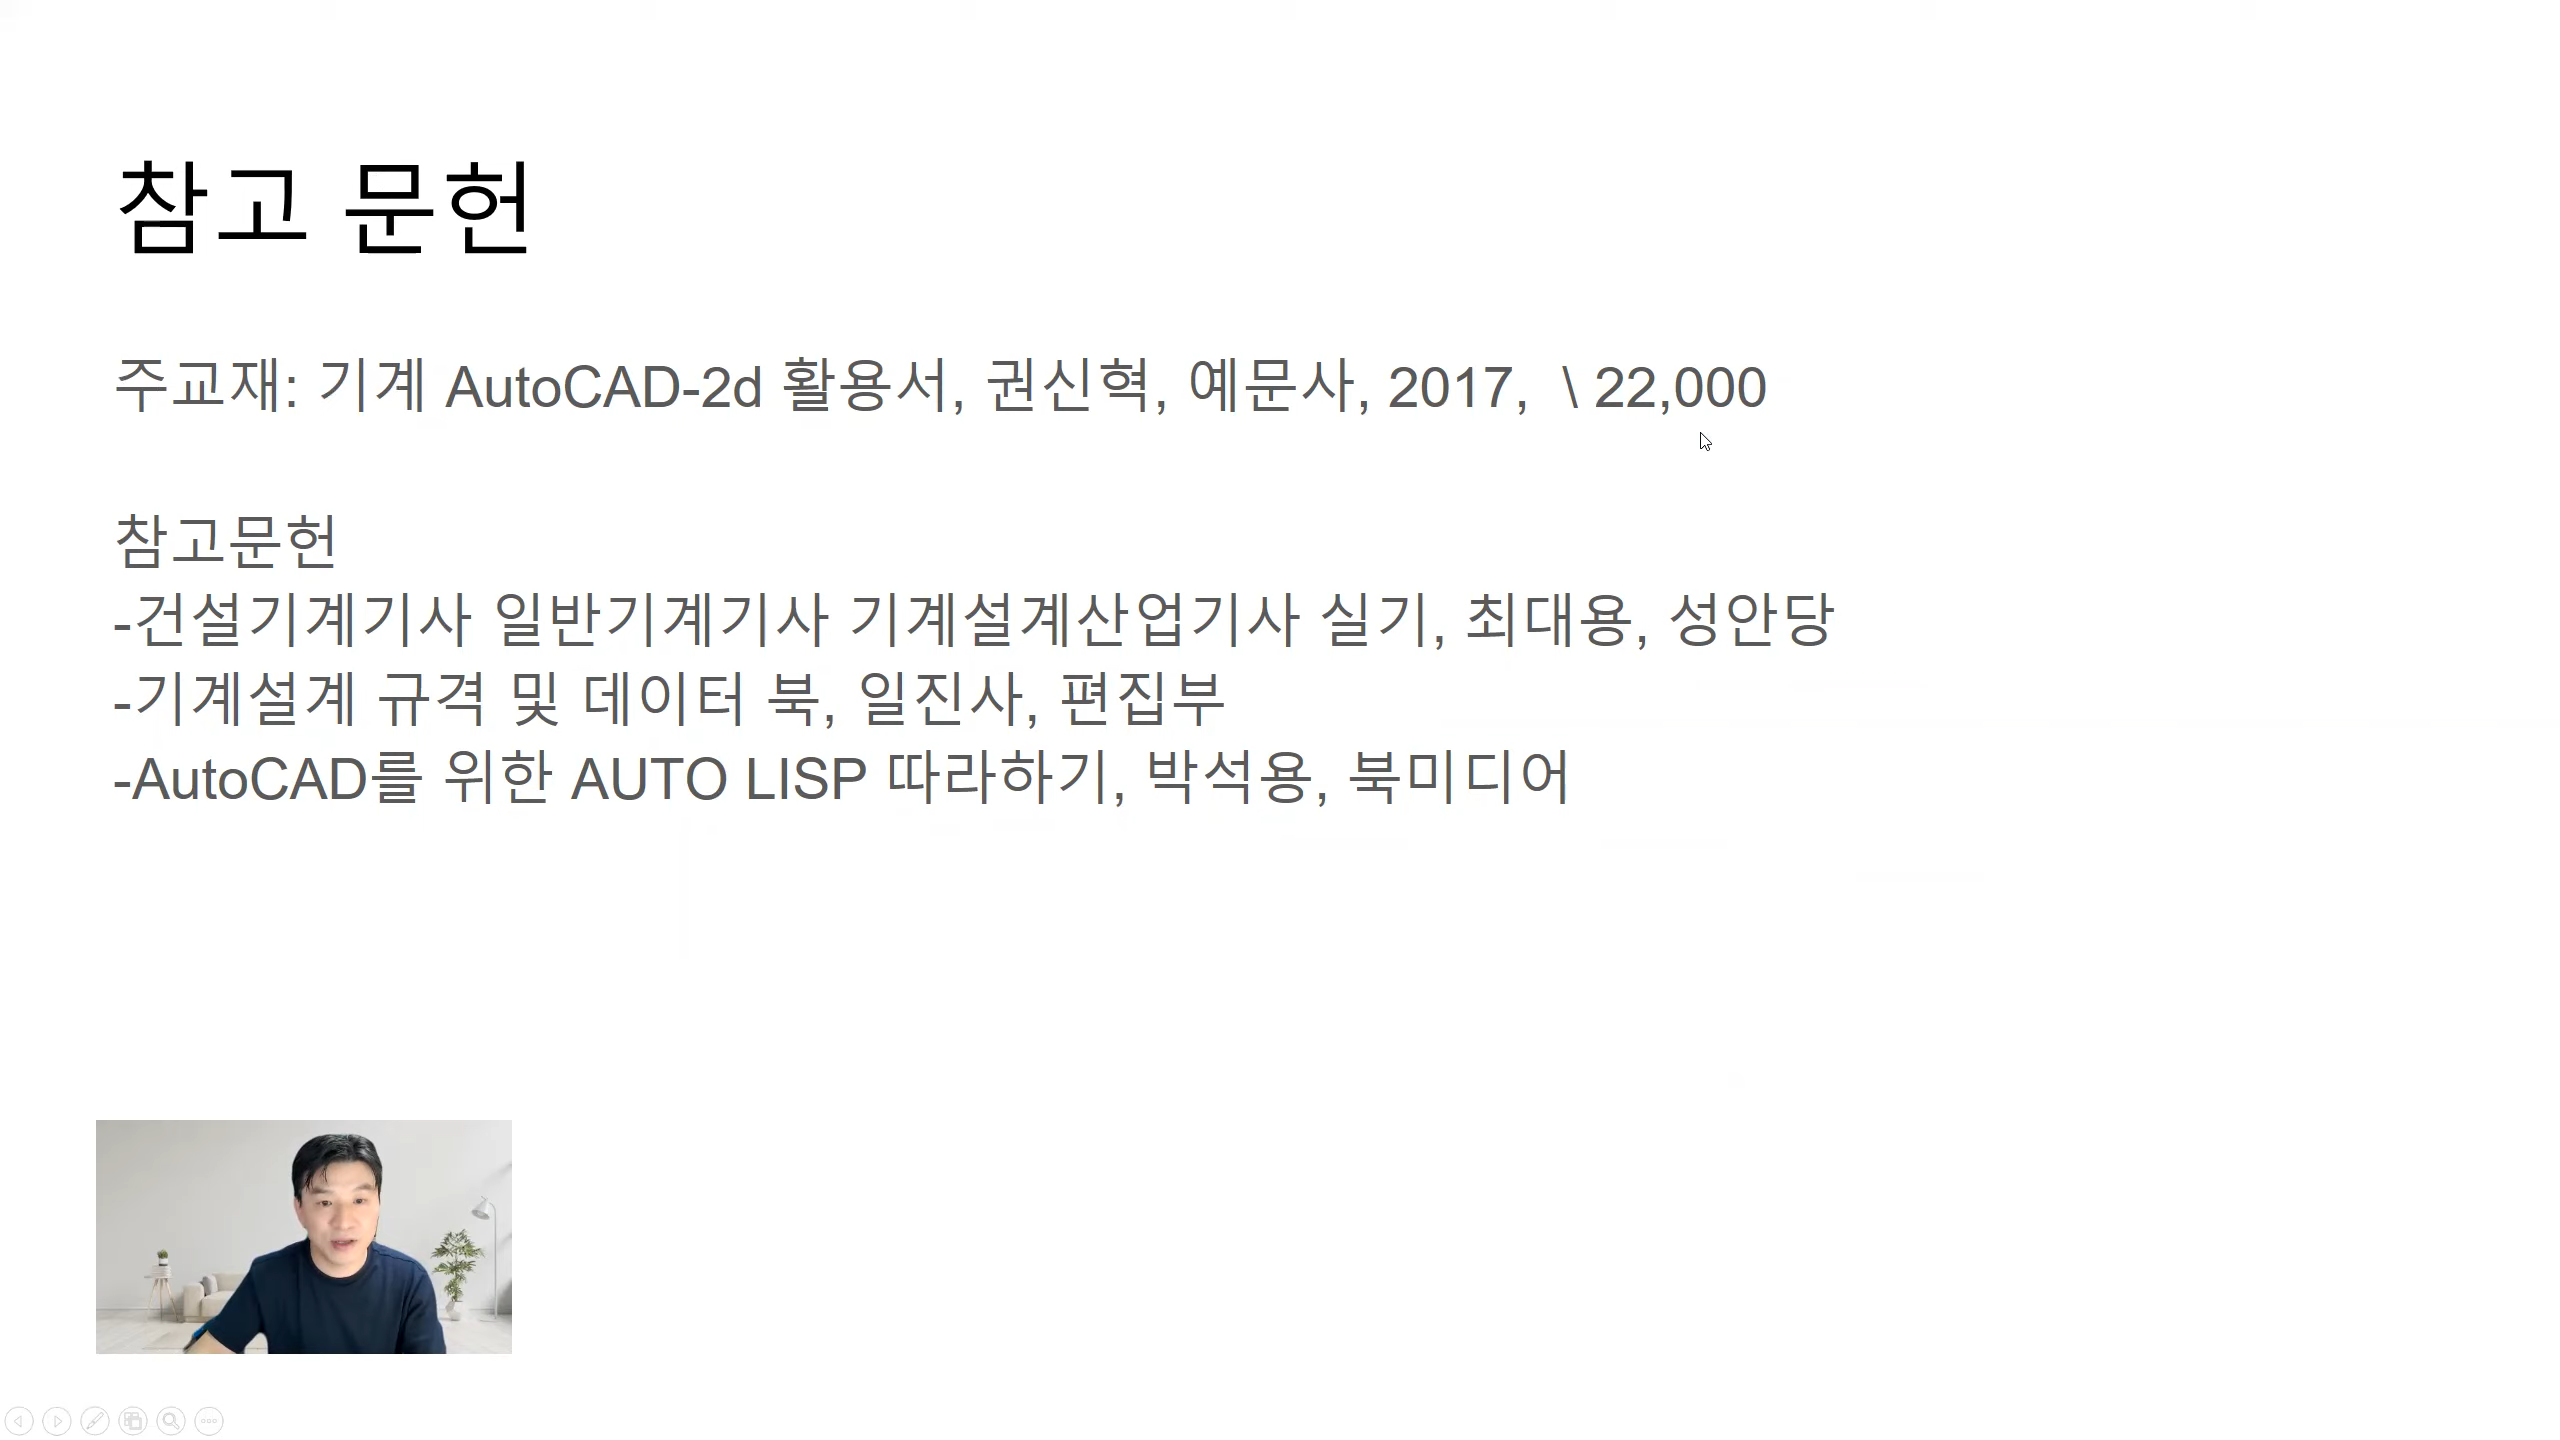 참고 문헌
주교재: 기계 AutoCAD-2d 활용서, 권신혁, 예문사, 2017,  \ 22,000
참고문헌
-건설기계기사 일반기계기사 기계설계산업기사 실기, 최대용, 성안당
-기계설계 규격 및 데이터 북, 일진사, 편집부
-AutoCAD를 위한 AUTO LISP 따라하기, 박석용, 북미디어